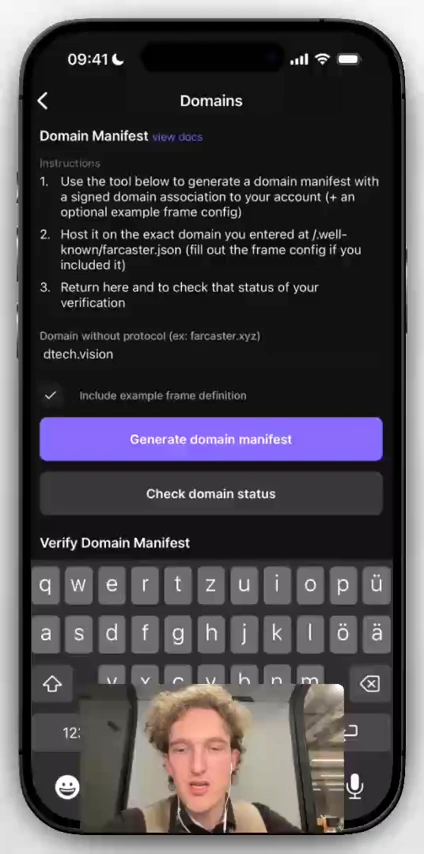 09:41
Domains
Domain Manifest view docs
Instructions
1. Use the tool below to generate a domain manifest with
a signed domain association to your account (+ an
optional example frame config)
2. Host it on the exact domain you entered at /.well-
known/farcaster.json (fill out the frame config if you
included it)
3. Return here and to check that status of your
verification
Domain without protocol (ex: farcaster.xyz)
dtech.vision
Include example frame definition
Generate domain manifest
Check domain status
Verify Domain Manifest
q w e r t z u i o p ü
a s d f g h j k l ö ä
y x c v b n m